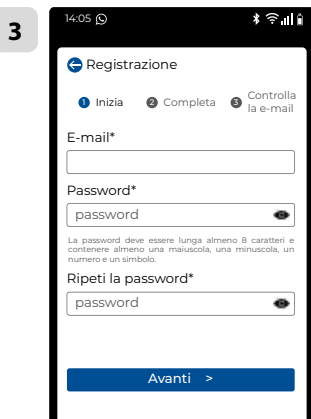 3
14:05
Registrazione
1 Inizia 2 Completa 3 Controlla
la e-mail
E-mail*
Password*
password
La password deve essere lunga almeno 8 caratteri e
contenere almeno una maiuscola, una minuscola, un
numero e un simbolo.
Ripeti la password*
password
Avanti >